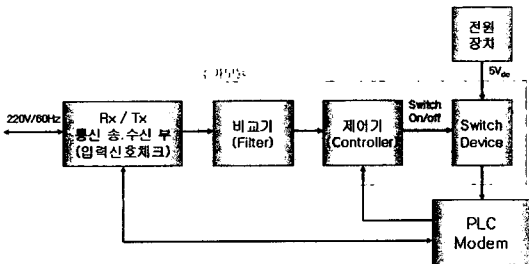 전원
장치
5Vdc
220V/60Hz
Rx / Tx
통신 송.수신 부
(입력신호체크)
비교기
(Filter)
제어기
(Controller)
Switch
On/off
Switch
Device
PLC
Modem